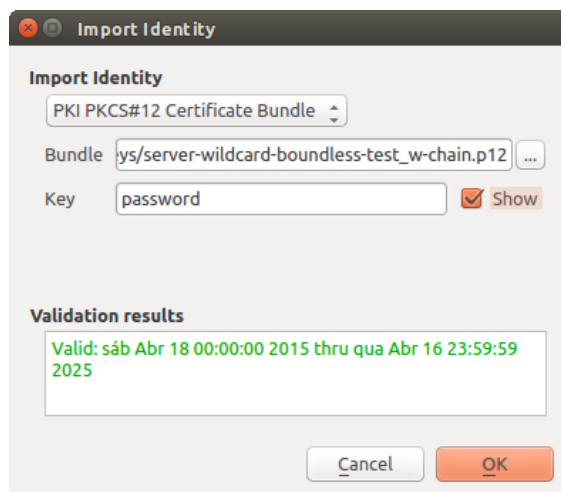 Import Identity
Import Identity
PKI PKCS#12 Certificate Bundle
Bundle ys/server-wildcard-boundless-test_w-chain.p12 ...
Key password Show
Validation results
Valid: sáb Abr 18 00:00:00 2015 thru qua Abr 16 23:59:59
2025
Cancel OK